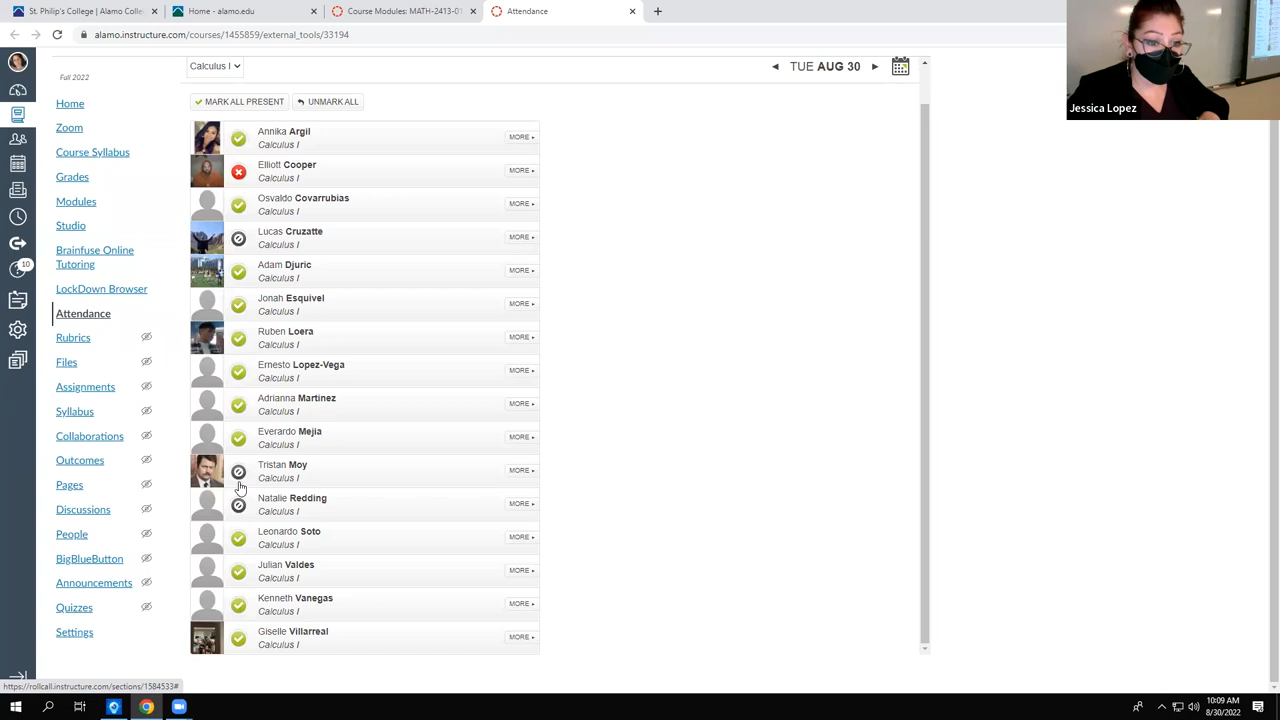 St. Philip's College | Alamo Colle
Home - alamo.edu
Course Modules: MATH-2413-01
Attendance
alamo.instructure.com/courses/1455859/external_tools/33194
Jessica Lopez
Fall 2022
Home
Zoom
Course Syllabus
Grades
Modules
Studio
Brainfuse Online
Tutoring
LockDown Browser
Attendance
Rubrics
Files
Assignments
Syllabus
Collaborations
Outcomes
Pages
Discussions
People
BigBlueButton
Announcements
Quizzes
Settings
10
Calculus I
TUE AUG 30
MARK ALL PRESENT
UNMARK ALL
Annika Argil
Calculus I
MORE
Elliott Cooper
Calculus I
MORE
Osvaldo Covarrubias
Calculus I
MORE
Lucas Cruzatte
Calculus I
MORE
Adam Djuric
Calculus I
MORE
Jonah Esquivel
Calculus I
MORE
Ruben Loera
Calculus I
MORE
Ernesto Lopez-Vega
Calculus I
MORE
Adrianna Martinez
Calculus I
MORE
Everardo Mejia
Calculus I
MORE
Tristan Moy
Calculus I
MORE
Natalie Redding
Calculus I
MORE
Leonardo Soto
Calculus I
MORE
Julian Valdes
Calculus I
MORE
Kenneth Vanegas
Calculus I
MORE
Giselle Villarreal
Calculus I
MORE
https://rollcall.instructure.com/sections/1584533#
10:09 AM
8/30/2022